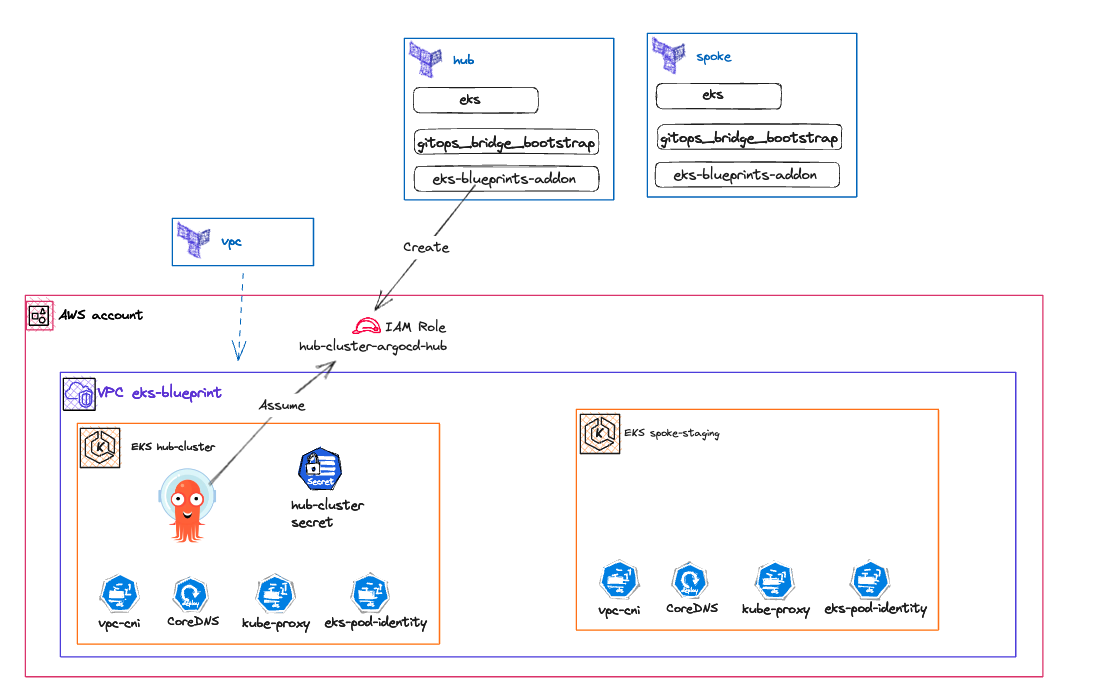 hub
eks
gitops_bridge_bootstrap
eks-blueprints-addon
spoke
eks
gitops_bridge_bootstrap
eks-blueprints-addon
vpc
Create
AWS account
IAM Role
hub-cluster-argocd-hub
VPC eks-blueprint
Assume
EKS hub-cluster
K
Secret
hub-cluster
secret
vpc-cni
CoreDNS
kube-proxy
eks-pod-identity
EKS spoke-staging
K
vpc-cni
CoreDNS
kube-proxy
eks-pod-identity